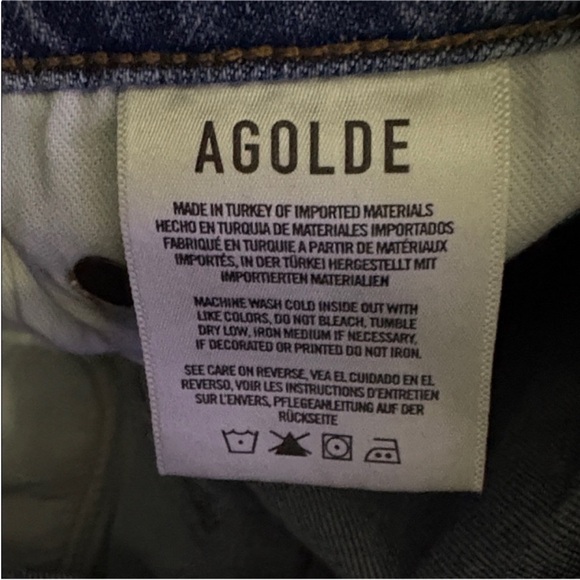 AGOLDE
MADE IN TURKEY OF IMPORTED MATERIALS
HECHO EN TURQUIA DE MATERIALES IMPORTADOS
FABRIQUÉ EN TURQUIE A PARTIR DE MATÉRIAUX
IMPORTÉS, IN DER TÜRKEI HERGESTELLT MIT
IMPORTIERTEN MATERIALIEN
MACHINE WASH COLD INSIDE OUT WITH
LIKE COLORS, DO NOT BLEACH, TUMBLE
DRY LOW, IRON MEDIUM IF NECESSARY,
IF DECORATED OR PRINTED DO NOT IRON.
SEE CARE ON REVERSE, VEA EL CUIDADO EN EL
REVERSO, VOIR LES INSTRUCTIONS D'ENTRETIEN
SUR L'ENVERS, PFLEGEANLEITUNG AUF DER
RÜCKSEITE